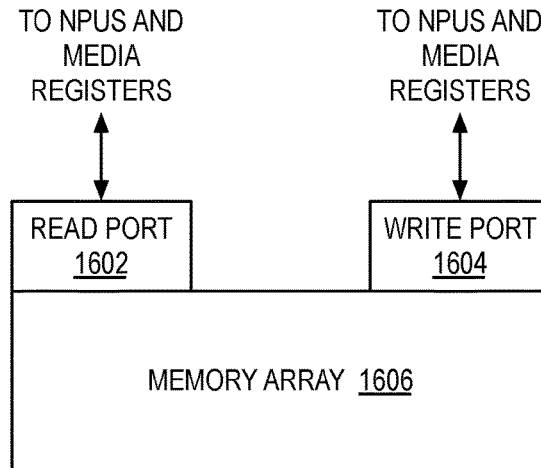 TO NPUS AND
MEDIA
REGISTERS
TO NPUS AND
MEDIA
REGISTERS
READ PORT
1602
WRITE PORT
1604
MEMORY ARRAY 1606